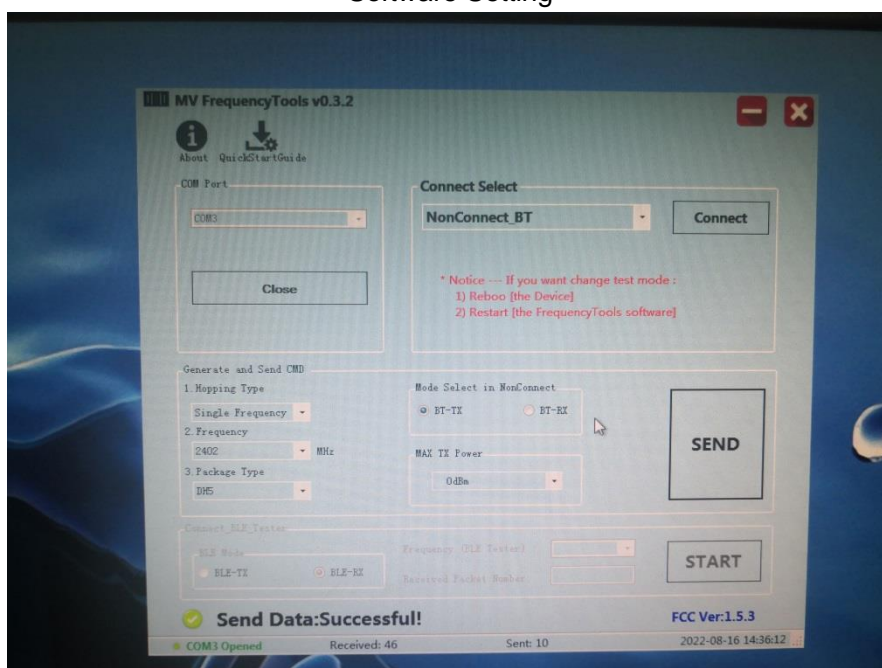 Software Setting
MV FrequencyTools v0.3.2
About QuickStartGuide
COM Port
COM3
Close
Connect Select
NonConnect_BT
Connect
* Notice --- If you want change test mode :
1) Reboo [the Device]
2) Restart [the FrequencyTools software]
Generate and Send CMD
1. Hopping Type
Single Frequency
2. Frequency
2402 MHz
3. Package Type
DH5
Mode Select in NonConnect
BT-TX BT-RX
MAX TX Power
0dBm
SEND
Connect_BLE_Tester
BLE Mode
BLE-TX BLE-RX
Frequency (BLE Tester)
Received Packet Number
START
Send Data:Successful!
FCC Ver:1.5.3
COM3 Opened Received: 46 Sent: 10 2022-08-16 14:36:12